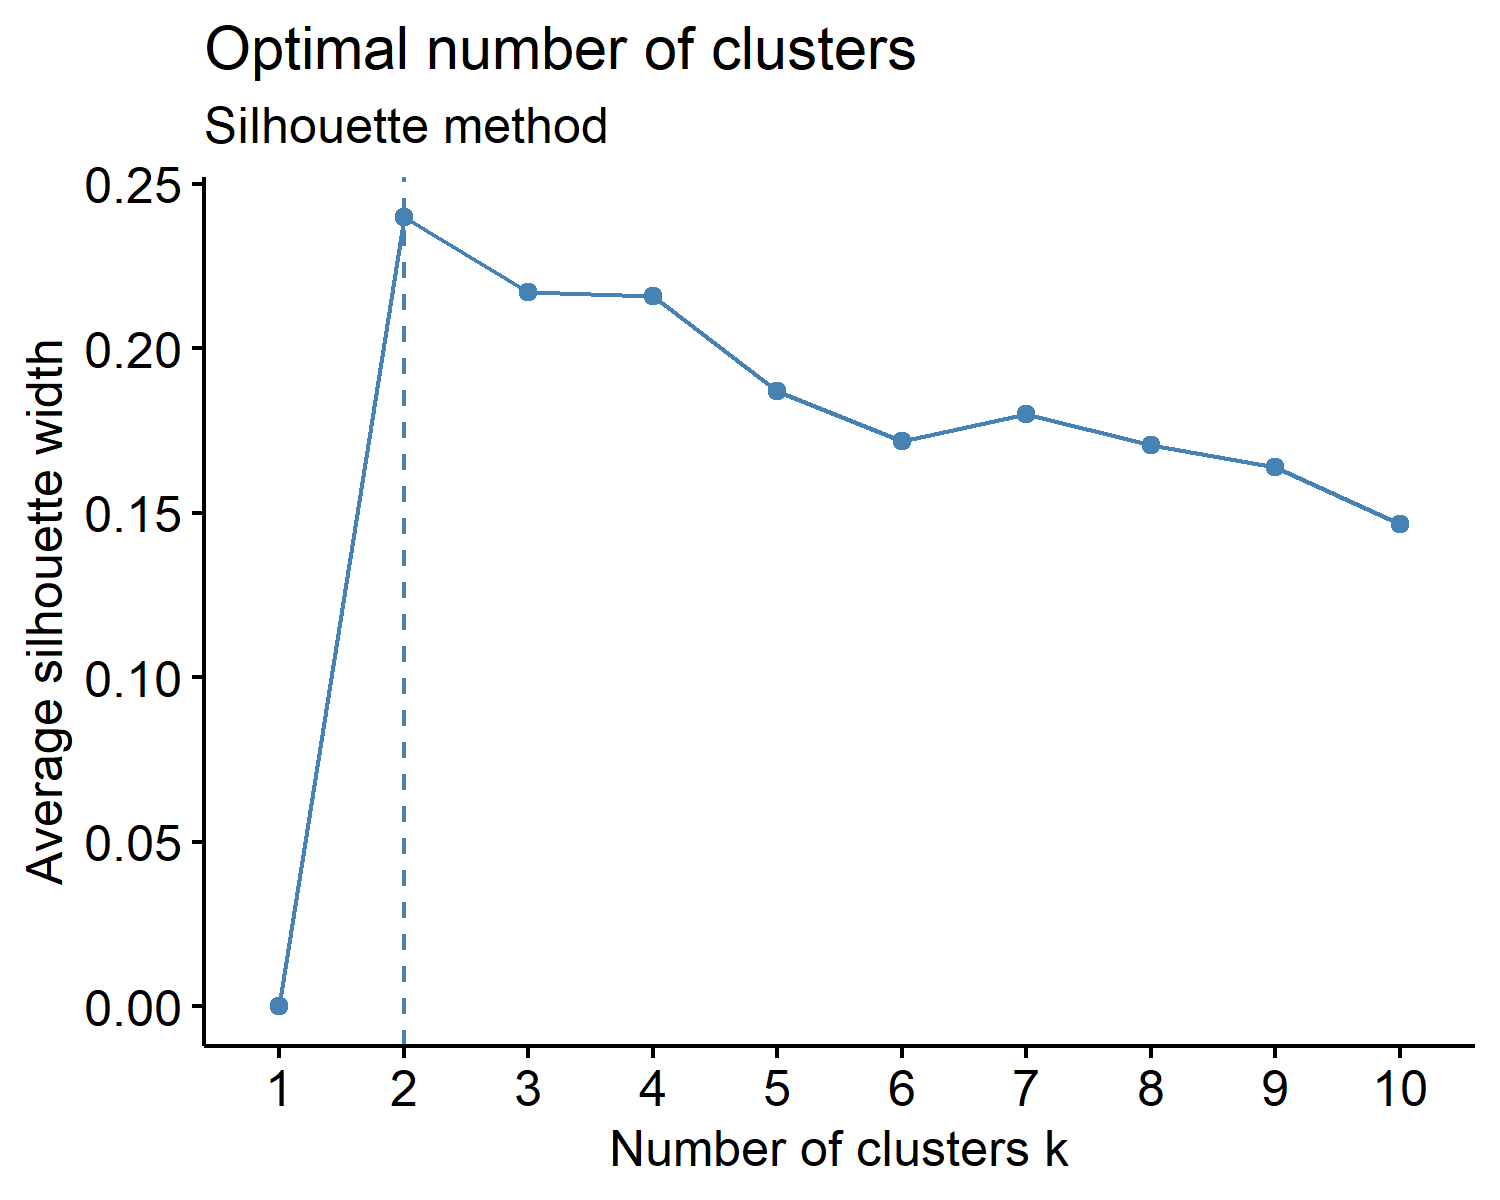 Optimal number of clusters
Silhouette method
Average silhouette width
0.25
0.20
0.15
0.10
0.05
0.00
1 2 3 4 5 6 7 8 9 10
Number of clusters k